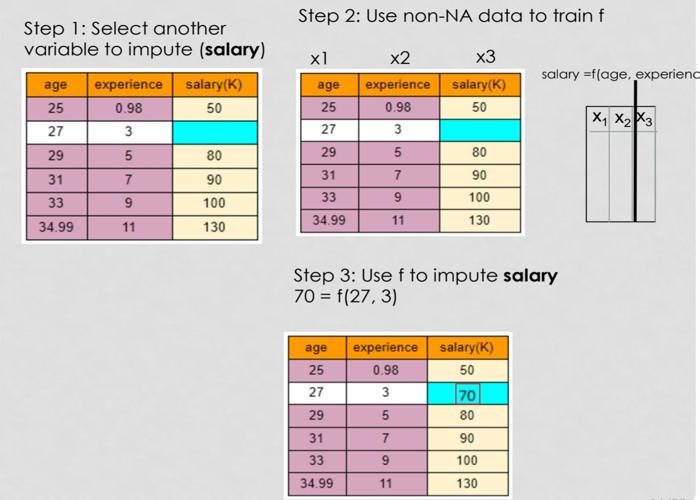 Step 1: Select another
variable to impute (salary)
age experience salary(K)
25 0.98 50
27 3
29 5 80
31 7 90
33 9 100
34.99 11 130
Step 2: Use non-NA data to train f
x1 x2 x3
age experience salary(K)
25 0.98 50
27 3
29 5 80
31 7 90
33 9 100
34.99 11 130
salary =f(age, experienc
X1 X2 X3
Step 3: Use f to impute salary
70 = f(27, 3)
age experience salary(K)
25 0.98 50
27 3 70
29 5 80
31 7 90
33 9 100
34.99 11 130